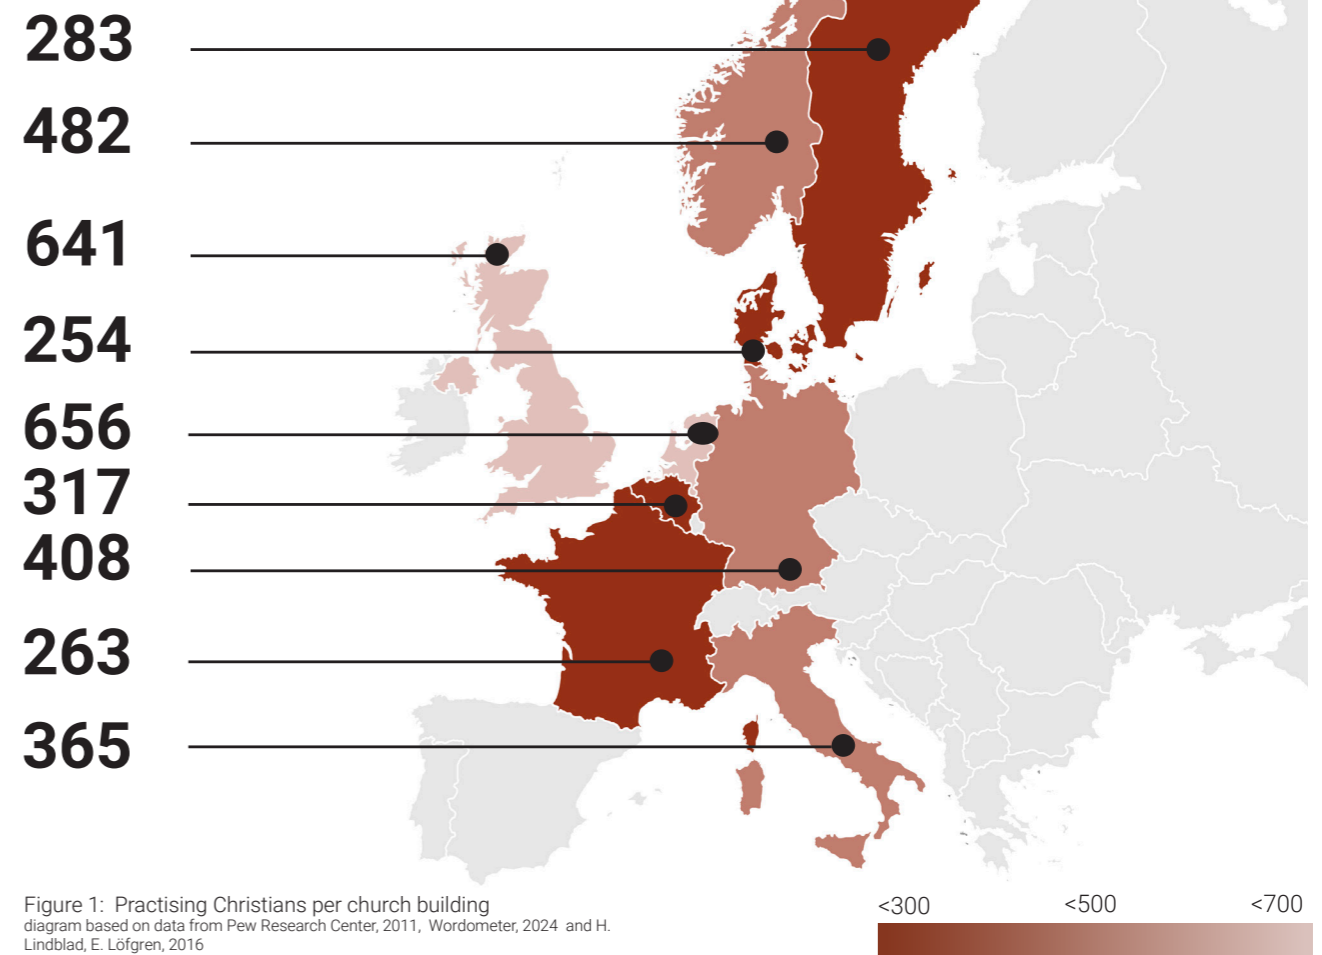 283
482
641
254
656
317
408
263
365
Figure 1:  Practising Christians per church building
diagram based on data from Pew Research Center, 2011,  Wordometer, 2024  and H.
Lindblad, E. Löfgren, 2016
<300 <500 <700